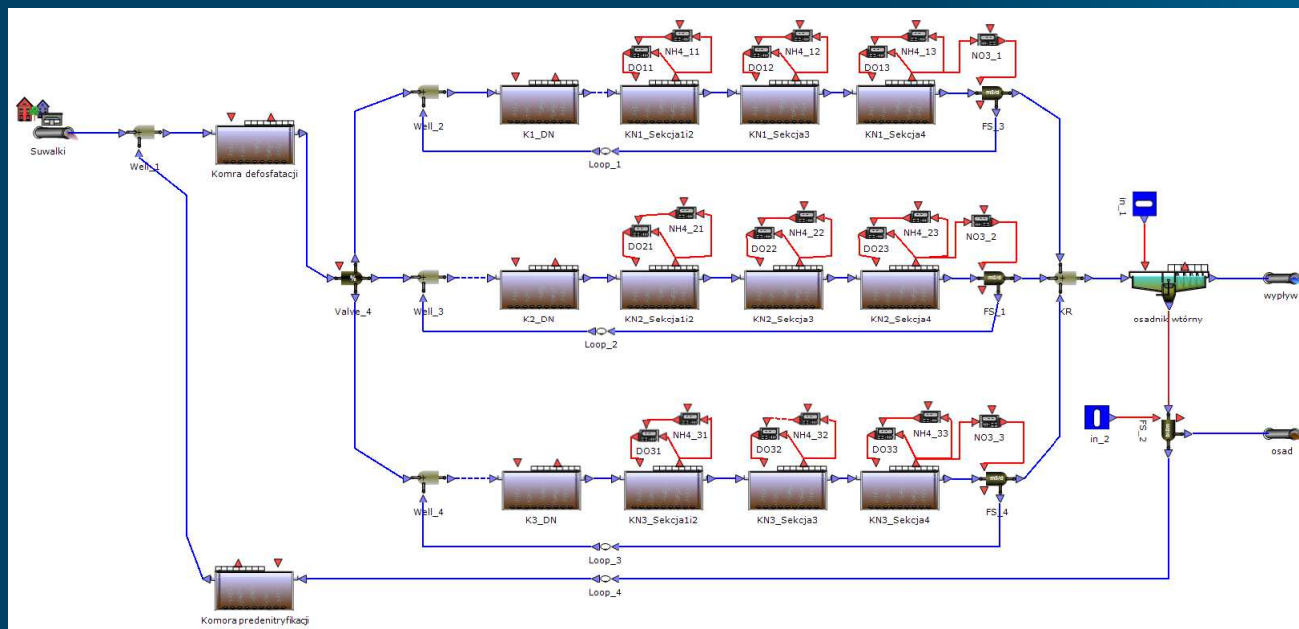 NH4_11
NH4_12
NH4_13
NO3_1
DO11
DO12
DO13
Suwalki
Well_1
Komra defosfatacji
Well_2
K1_DN
KN1_Sekcja1i2
KN1_Sekcja3
KN1_Sekcja4
FS_3
Loop_1
in_1
NH4_21
NH4_22
NH4_23
NO3_2
DO21
DO22
DO23
Valve_4
Well_3
K2_DN
KN2_Sekcja1i2
KN2_Sekcja3
KN2_Sekcja4
FS_1
KR
osadnik wtórny
wypływ
Loop_2
NH4_31
NH4_32
NH4_33
NO3_3
DO31
DO32
DO33
in_2
FS_2
osad
Well_4
K3_DN
KN3_Sekcja1i2
KN3_Sekcja3
KN3_Sekcja4
FS_4
Loop_3
Loop_4
Komora predenitryfikacji